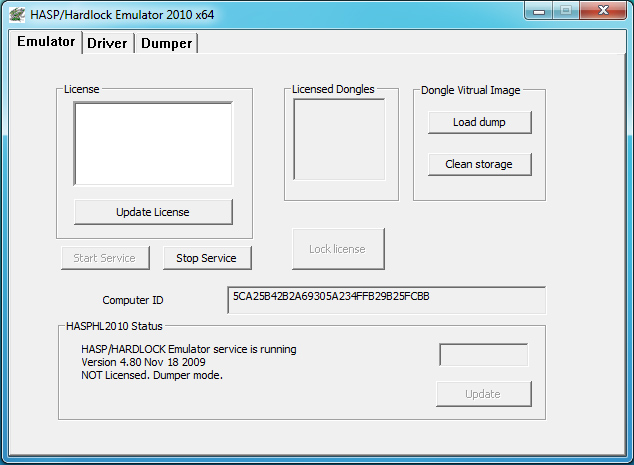 HASP/Hardlock Emulator 2010 x64
Emulator Driver Dumper
License
Licensed Dongles
Dongle Vitrual Image
Load dump
Clean storage
Update License
Start Service
Stop Service
Lock license
Computer ID
5CA25B42B2A69305A234FFB29B25FCBB
HASPHL2010 Status
HASP/HARDLOCK Emulator service is running
Version 4.80 Nov 18 2009
NOT Licensed. Dumper mode.
Update